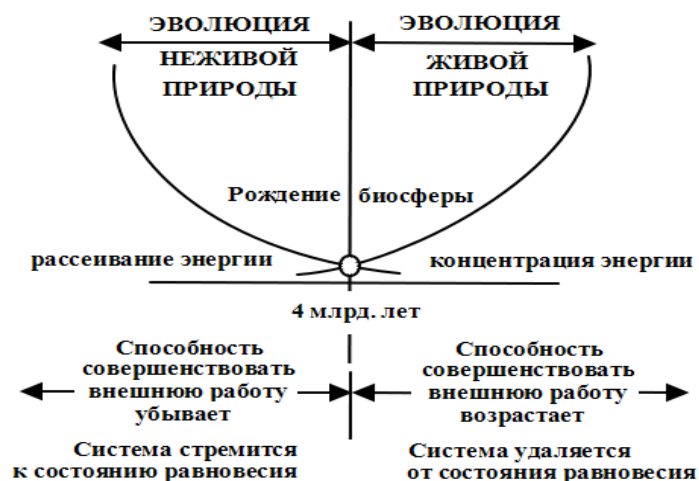 ЭВОЛЮЦИЯ
НЕЖИВОЙ
ПРИРОДЫ
ЭВОЛЮЦИЯ
ЖИВОЙ
ПРИРОДЫ
Рождение биосферы
рассеивание энергии
концентрация энергии
4 млрд. лет
Способность
совершенствовать
внешнюю работу
убывает
Способность
совершенствовать
внешнюю работу
возрастает
Система стремится
к состоянию равновесия
Система удаляется
от состояния равновесия